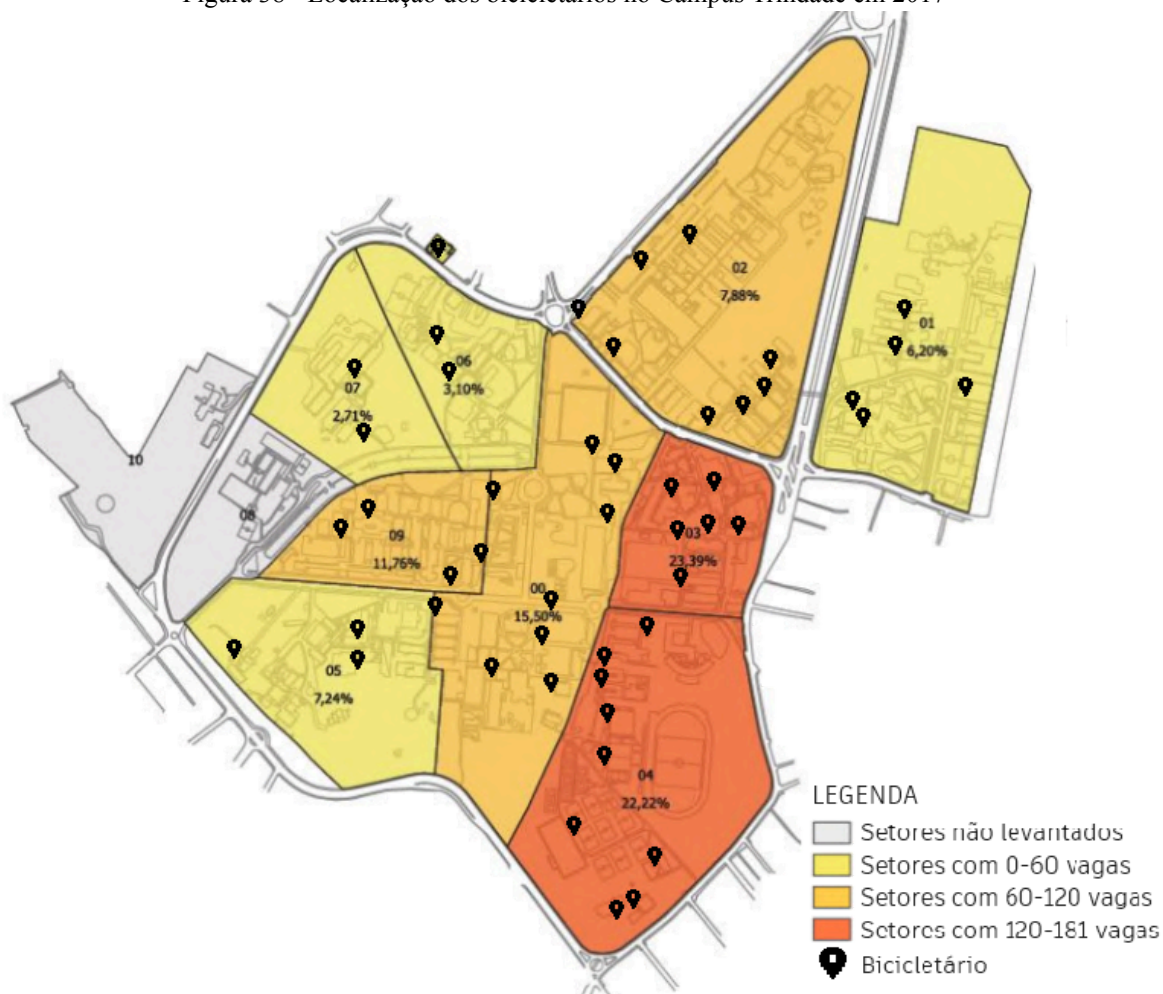 Figura 38 - Localização dos bicicletários no Campus Trindade em 2017
02
7,88%
01
6,20%
06
3,10%
07
2,71%
10
08
09
11,76%
03
23,39%
00
15,50%
05
7,24%
04
22,22%
LEGENDA
Setores não levantados
Setores com 0-60 vagas
Setores com 60-120 vagas
Setores com 120-181 vagas
Bicicletário